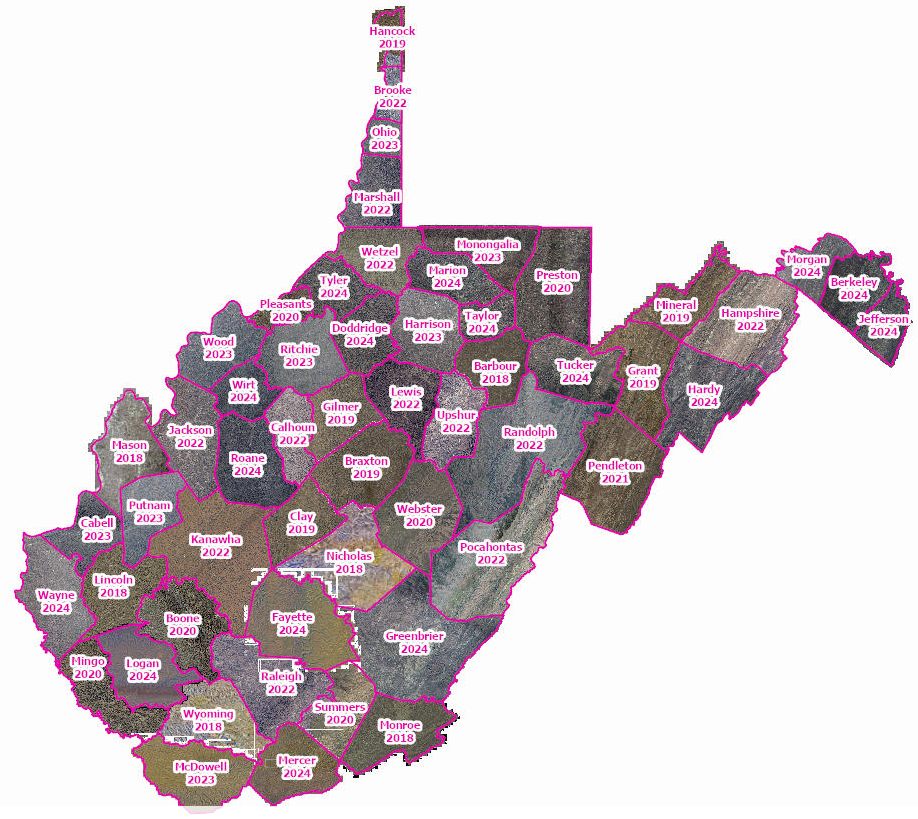 Hancock
2019
Brooke
2022
Ohio
2023
Marshall
2022
Wetzel
2022
Monongalia
2023
Marion
2024
Preston
2020
Tyler
2024
Pleasants
2020
Doddridge
2024
Harrison
2023
Taylor
2024
Mineral
2019
Hampshire
2022
Morgan
2024
Berkeley
2024
Jefferson
2024
Wood
2023
Ritchie
2023
Barbour
2018
Tucker
2024
Grant
2019
Hardy
2024
Wirt
2024
Lewis
2022
Gilmer
2019
Upshur
2022
Calhoun
2022
Jackson
2022
Randolph
2022
Mason
2018
Roane
2024
Braxton
2019
Pendleton
2021
Putnam
2023
Cabell
2023
Clay
2019
Webster
2020
Kanawha
2022
Nicholas
2018
Pocahontas
2022
Lincoln
2018
Wayne
2024
Boone
2020
Fayette
2024
Greenbrier
2024
Mingo
2020
Logan
2024
Raleigh
2022
Wyoming
2018
Summers
2020
Monroe
2018
McDowell
2023
Mercer
2024